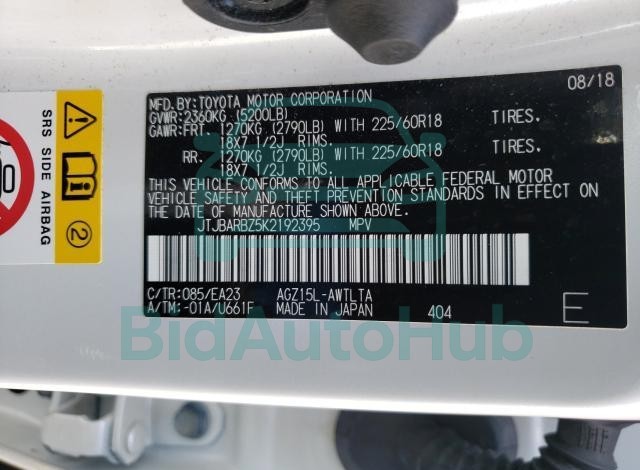 08/18
MFD.BY:TOYOTA MOTOR CORPORATION
GVWR:2360KG (5200LB)
GAWR:FRT. 1270KG (2790LB) WITH 225/60R18 TIRES.
18X7 1/2J RIMS.
RR. 1270KG (2790LB) WITH 225/60R18 TIRES.
18X7 1/2J RIMS.
THIS VEHICLE CONFORMS TO ALL APPLICABLE FEDERAL MOTOR
VEHICLE SAFETY AND THEFT PREVENTION STANDARDS IN EFFECT ON
THE DATE OF MANUFACTURE SHOWN ABOVE.
JTJBARBZ5K2192395 MPV
C/TR:085/EA23 AGZ15L-AWTLTA
A/TM:-01A/U661F MADE IN JAPAN 404 E
SRS SIDE AIRBAG
2
BidAutoHub